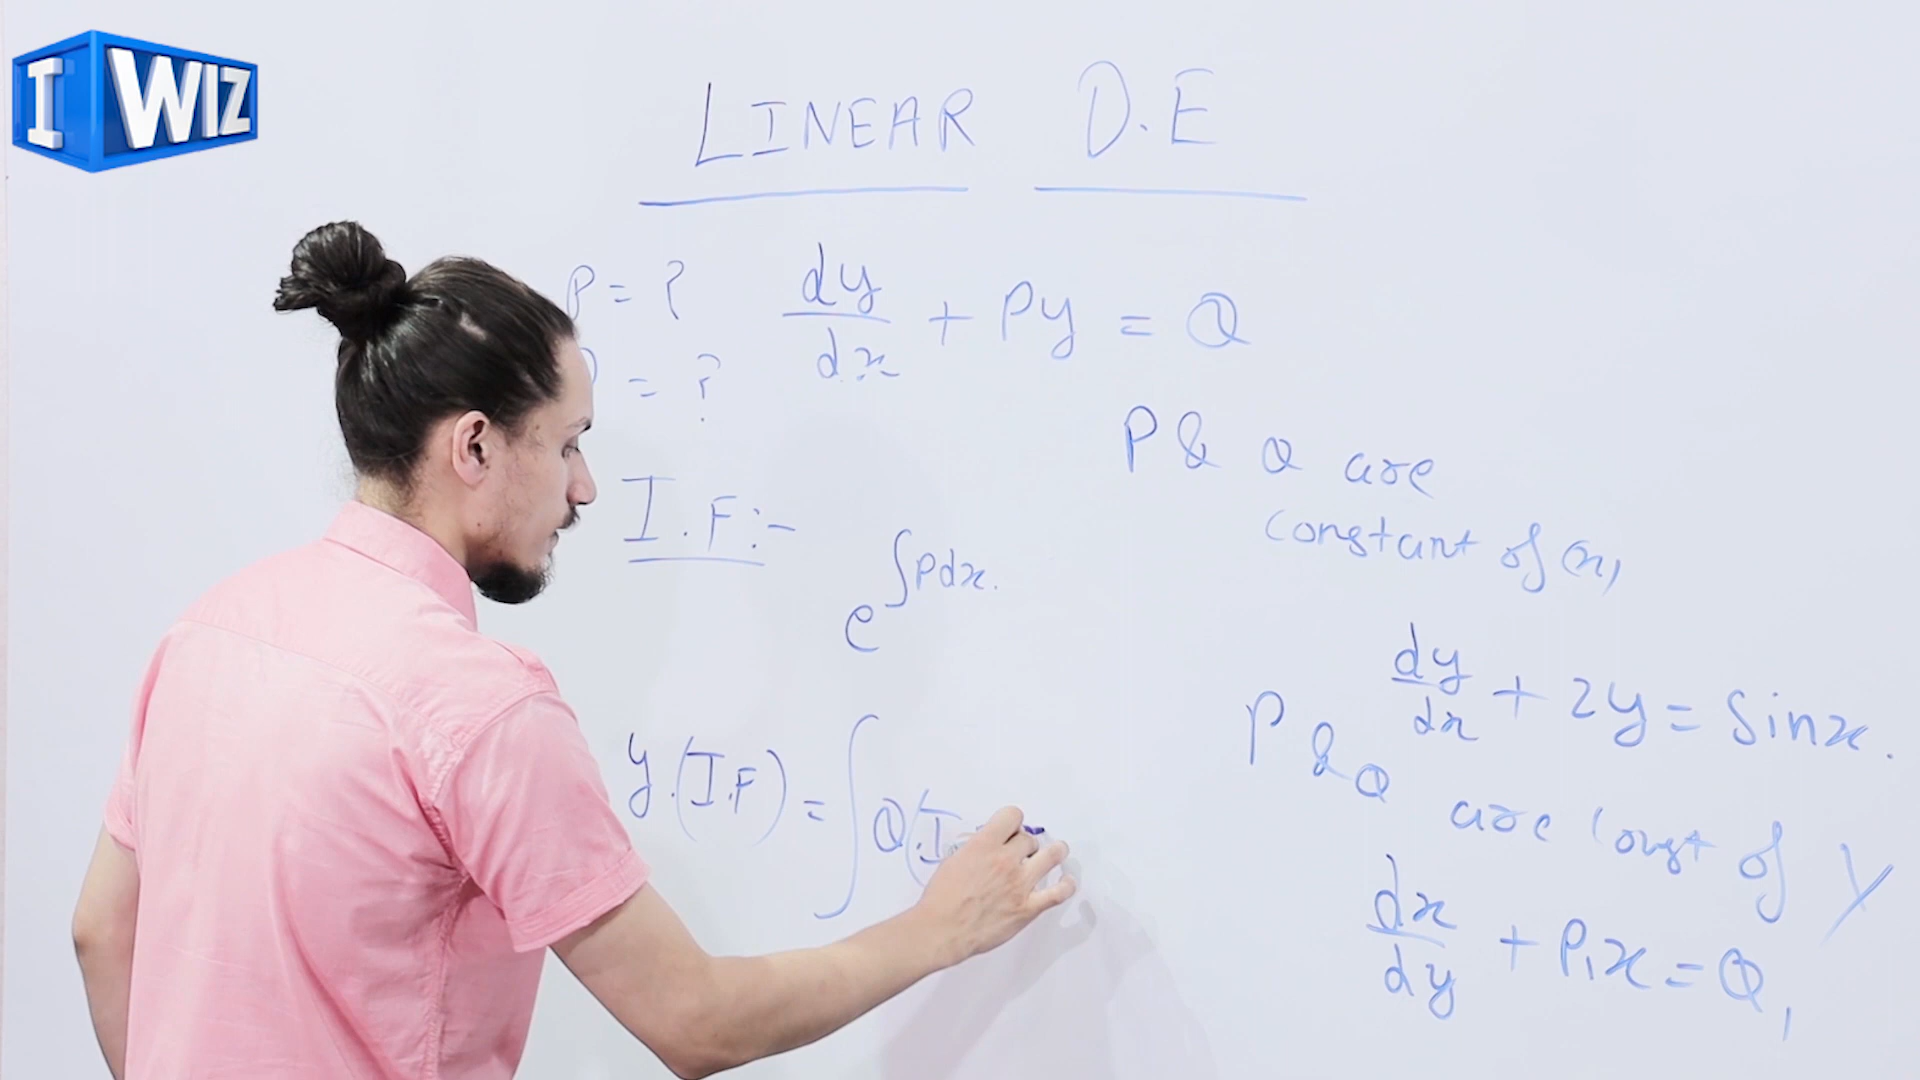 I WIZ
LINEAR D.E
P = ?
= ?
dy/dx + Py = Q
P & Q are
constant of (x)
I.F:-
e^∫Pdx.
dy/dx + 2y = Sinx.
y.(I.F) = ∫Q(I.
P & Q are Const of y
dx/dy + P₁x = Q₁